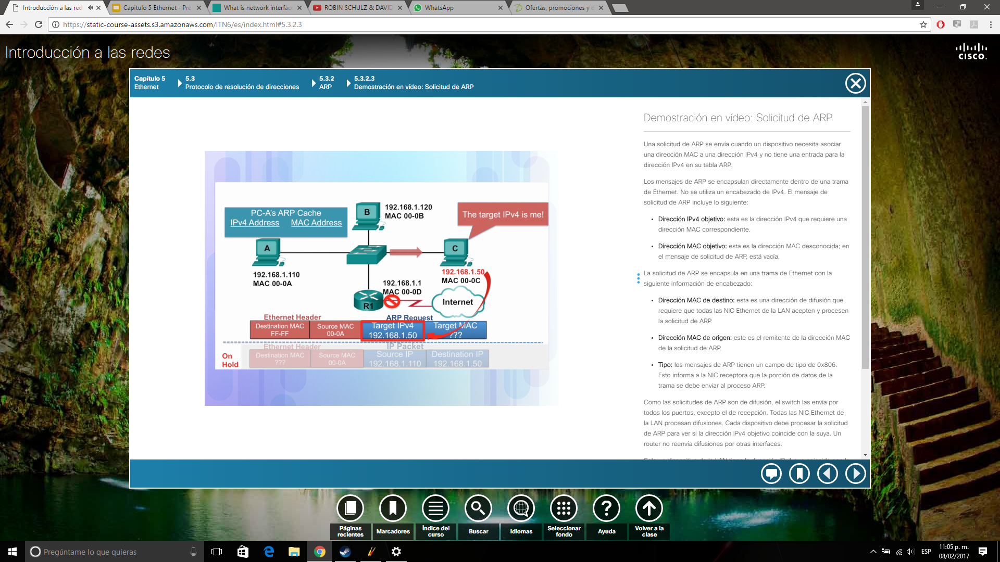 Introducción a las red
Capitulo 5 Ethernet - Pre
What is network interfac
ROBIN SCHULZ & DAVID
WhatsApp
Ofertas, promociones y
https://static-course-assets.s3.amazonaws.com/ITN6/es/index.html#5.3.2.3
Introducción a las redes
CISCO
Capítulo 5
Ethernet
5.3
Protocolo de resolución de direcciones
5.3.2
ARP
5.3.2.3
Demostración en vídeo: Solicitud de ARP
PC-A's ARP Cache
IPv4 Address MAC Address
B
192.168.1.120
MAC 00-0B
The target IPv4 is me!
A
C
192.168.1.110
MAC 00-0A
192.168.1.50
MAC 00-0C
192.168.1.1
MAC 00-0D
R1
Internet
Ethernet Header
ARP Request
Destination MAC
FF-FF
Source MAC
00-0A
Target IPv4
192.168.1.50
Target MAC
???
Ethernet Header
IP Packet
On
Hold
Destination MAC
???
Source MAC
00-0A
Source IP
192.168.1.110
Destination IP
192.168.1.50
Demostración en vídeo: Solicitud de ARP
Una solicitud de ARP se envía cuando un dispositivo necesita asociar
una dirección MAC a una dirección IPv4 y no tiene una entrada para la
dirección IPv4 en su tabla ARP.
Los mensajes de ARP se encapsulan directamente dentro de una trama
de Ethernet. No se utiliza un encabezado de IPv4. El mensaje de
solicitud de ARP incluye lo siguiente:
• Dirección IPv4 objetivo: esta es la dirección IPv4 que requiere una
dirección MAC correspondiente.
• Dirección MAC objetivo: esta es la dirección MAC desconocida; en
el mensaje de solicitud de ARP, está vacía.
La solicitud de ARP se encapsula en una trama de Ethernet con la
siguiente información de encabezado:
• Dirección MAC de destino: esta es una dirección de difusión que
requiere que todas las NIC Ethernet de la LAN acepten y procesen
la solicitud de ARP.
• Dirección MAC de origen: este es el remitente de la dirección MAC
de la solicitud de ARP.
• Tipo: los mensajes de ARP tienen un campo de tipo de 0x806.
Esto informa a la NIC receptora que la porción de datos de la
trama se debe enviar al proceso ARP.
Como las solicitudes de ARP son de difusión, el switch las envía por
todos los puertos, excepto el de recepción. Todas las NIC Ethernet de
la LAN procesan difusiones. Cada dispositivo debe procesar la solicitud
de ARP para ver si la dirección IPv4 objetivo coincide con la suya. Un
router no reenvía difusiones por otras interfaces.
Páginas
recientes
Marcadores
Índice del
curso
Buscar
Idiomas
Seleccionar
fondo
Ayuda
Volver a la
clase
Pregúntame lo que quieras
ESP
11:05 p. m.
08/02/2017